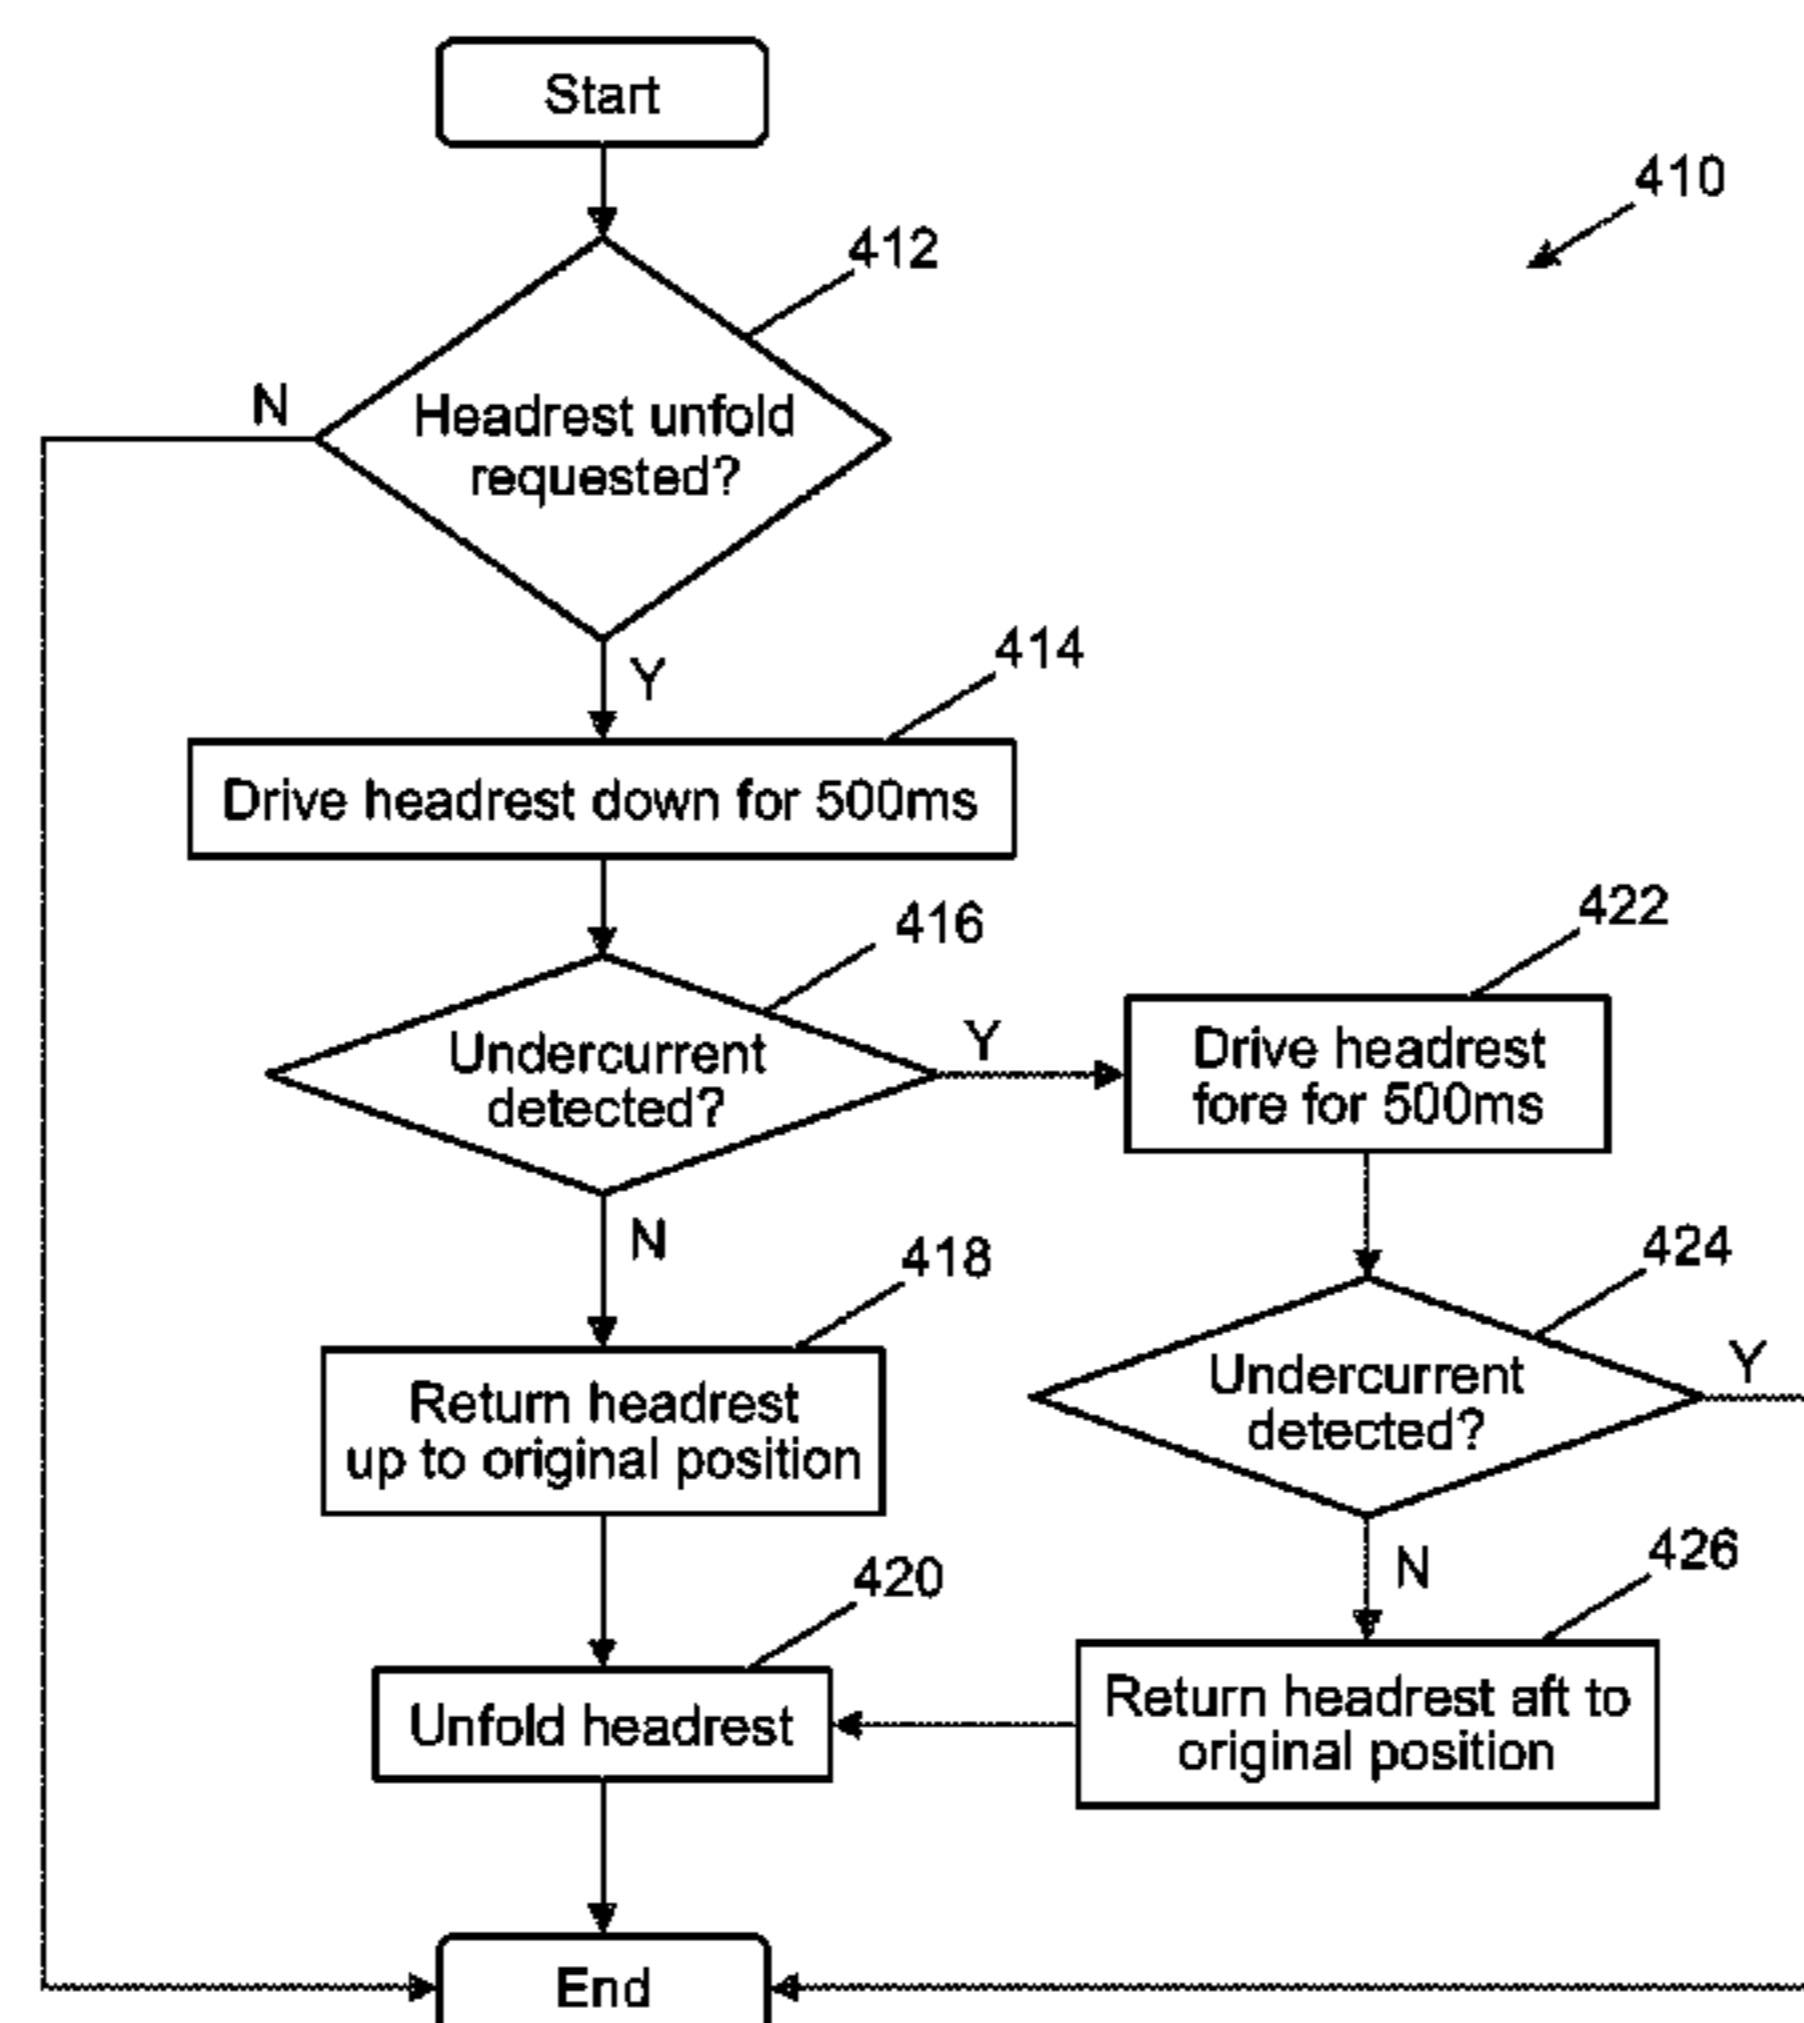 Start
410
412
N
Headrest unfold
requested?
Y
414
Drive headrest down for 500ms
416
Undercurrent
detected?
Y
422
Drive headrest
fore for 500ms
N
418
424
Undercurrent
detected?
Y
Return headrest
up to original position
N
426
420
Return headrest aft to
original position
Unfold headrest
End